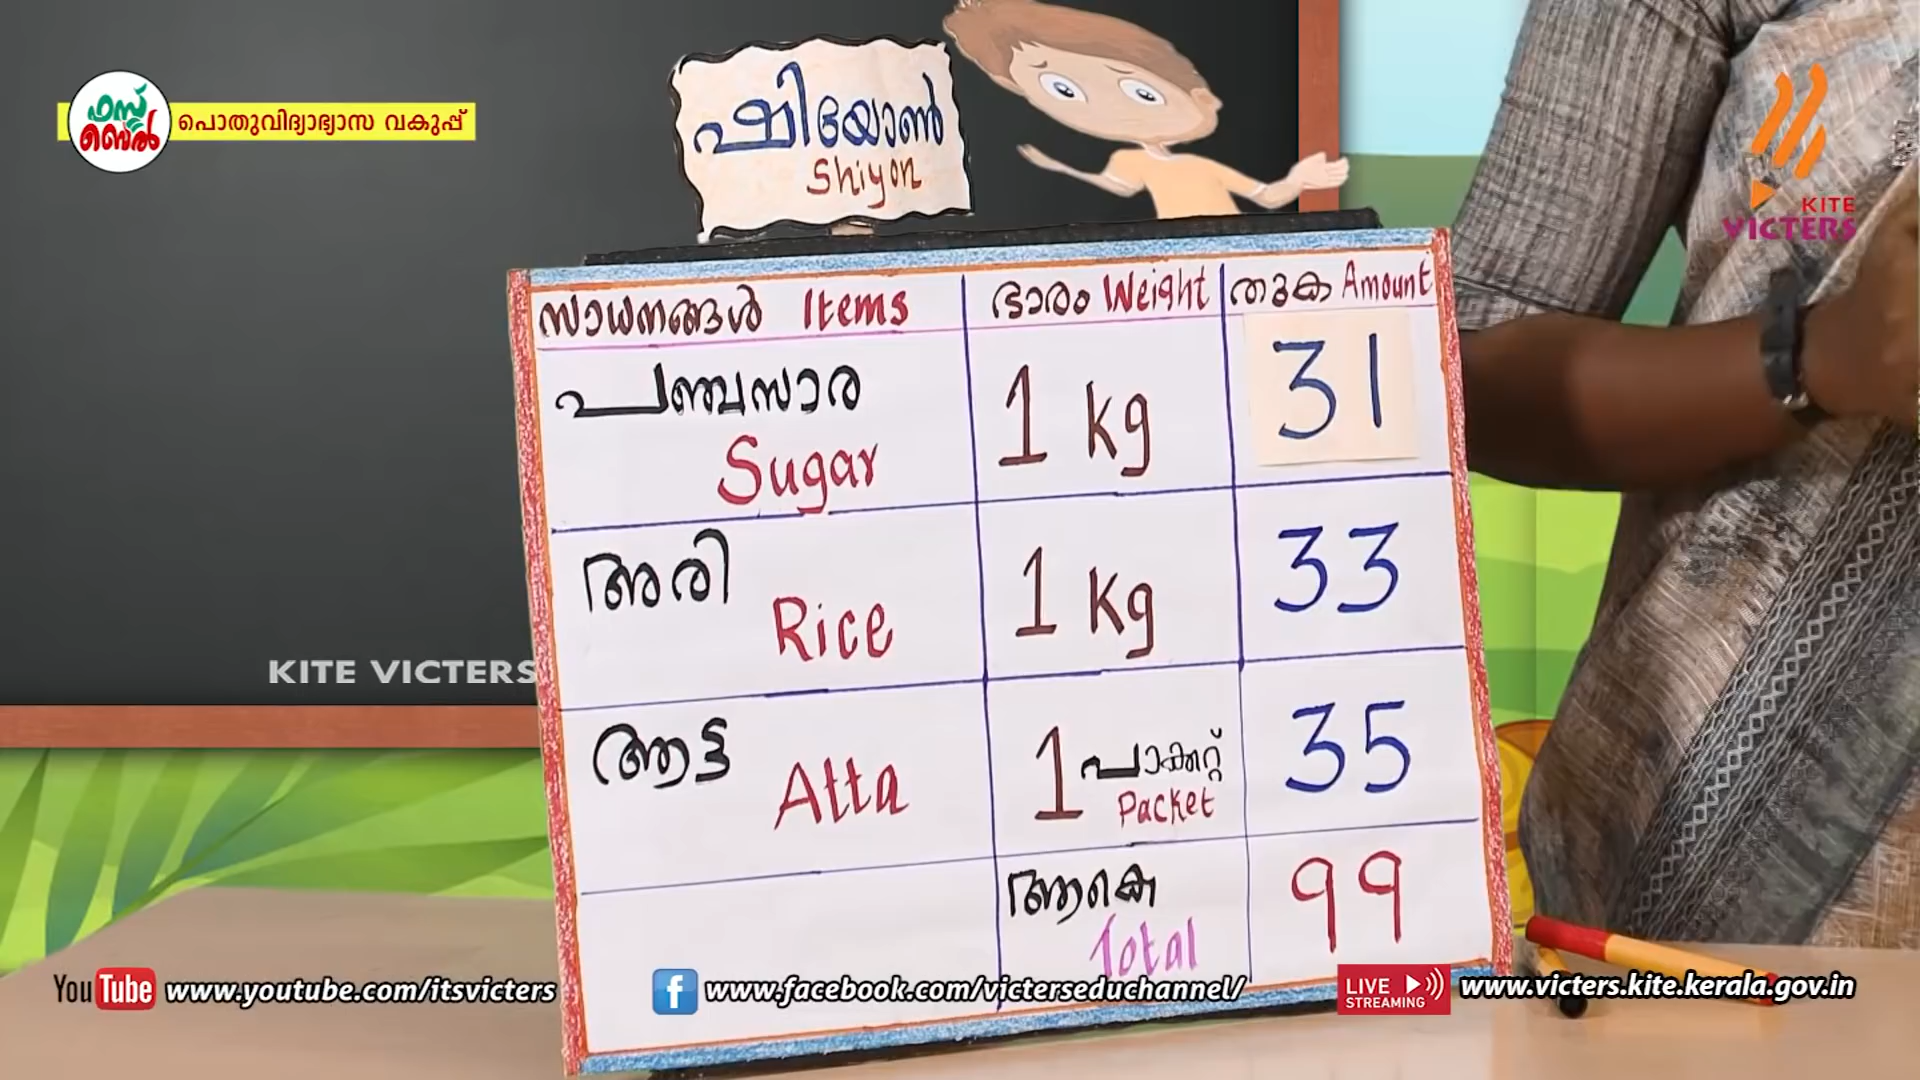 ഫസ്റ്റ്
ബെൽ
പൊതുവിദ്യാഭ്യാസ വകുപ്പ്
ഷിയോൺ
Shiyon
KITE
VICTERS
സാധനങ്ങൾ Items ഭാരം Weight തുക Amount
പഞ്ചസാര
Sugar 1 kg 31
അരി
Rice 1 kg 33
ആട്ട
Atta 1 പാക്കറ്റ് 35
Packet
ആകെ
Total 99
KITE VICTERS
You Tube www.youtube.com/itsvicters
f www.facebook.com/victerseduchannel/
LIVE
STREAMING
www.victers.kite.kerala.gov.in